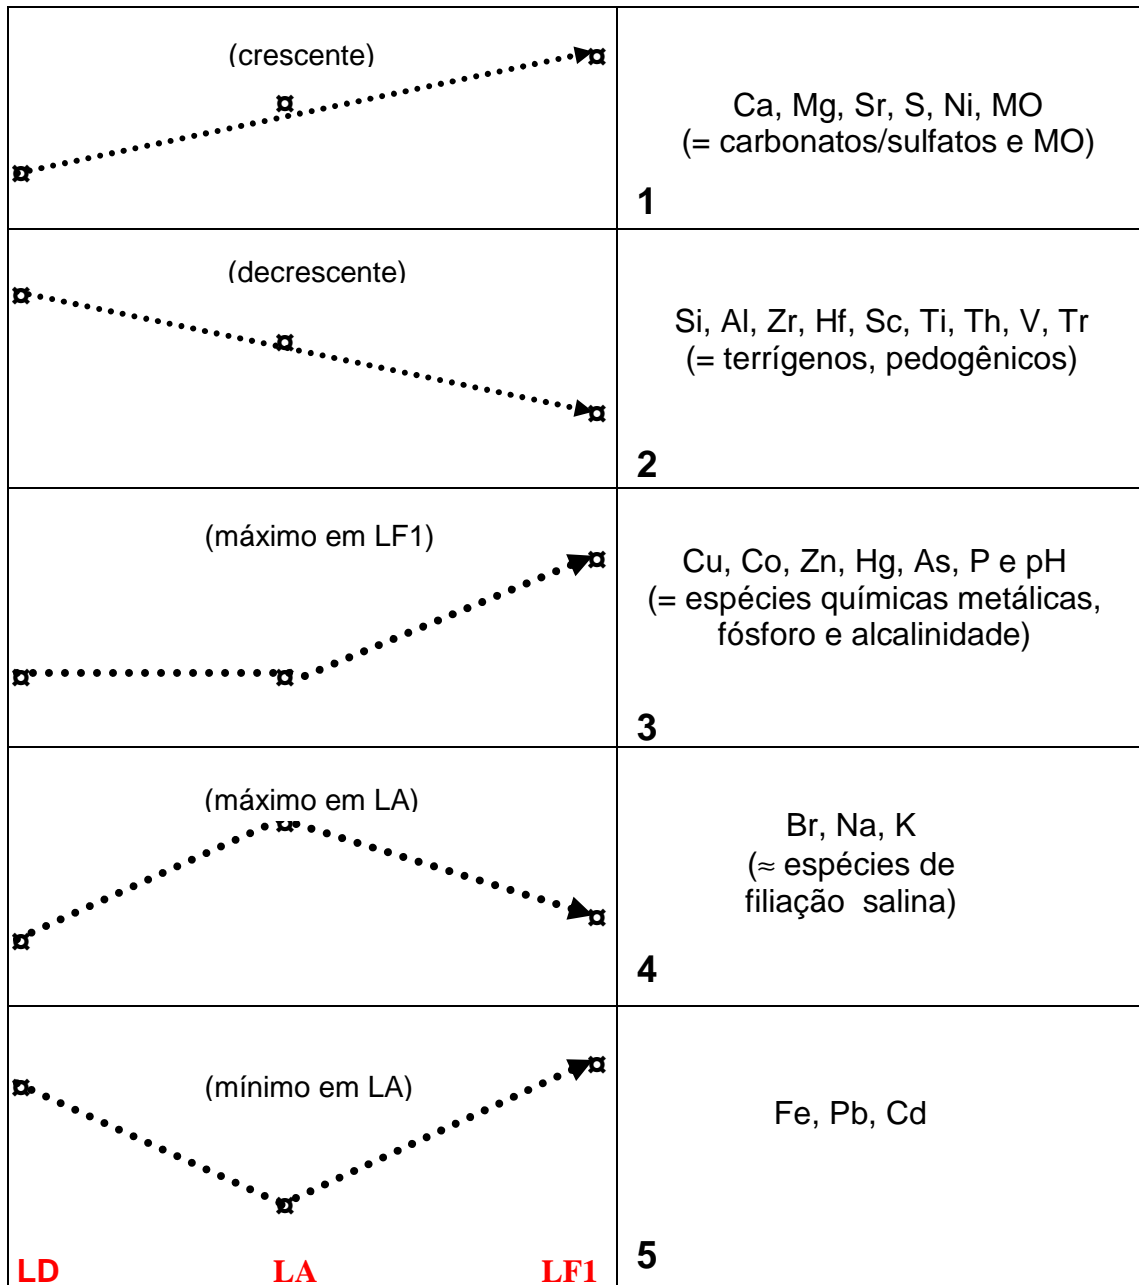 (crescente)
Ca, Mg, Sr, S, Ni, MO
(= carbonatos/sulfatos e MO)
1
(decrescente)
Si, Al, Zr, Hf, Sc, Ti, Th, V, Tr
(= terrígenos, pedogênicos)
2
(máximo em LF1)
Cu, Co, Zn, Hg, As, P e pH
(= espécies químicas metálicas,
fósforo e alcalinidade)
3
(máximo em LA)
Br, Na, K
(≈ espécies de
filiação salina)
4
(mínimo em LA)
Fe, Pb, Cd
5
LD LA LF1